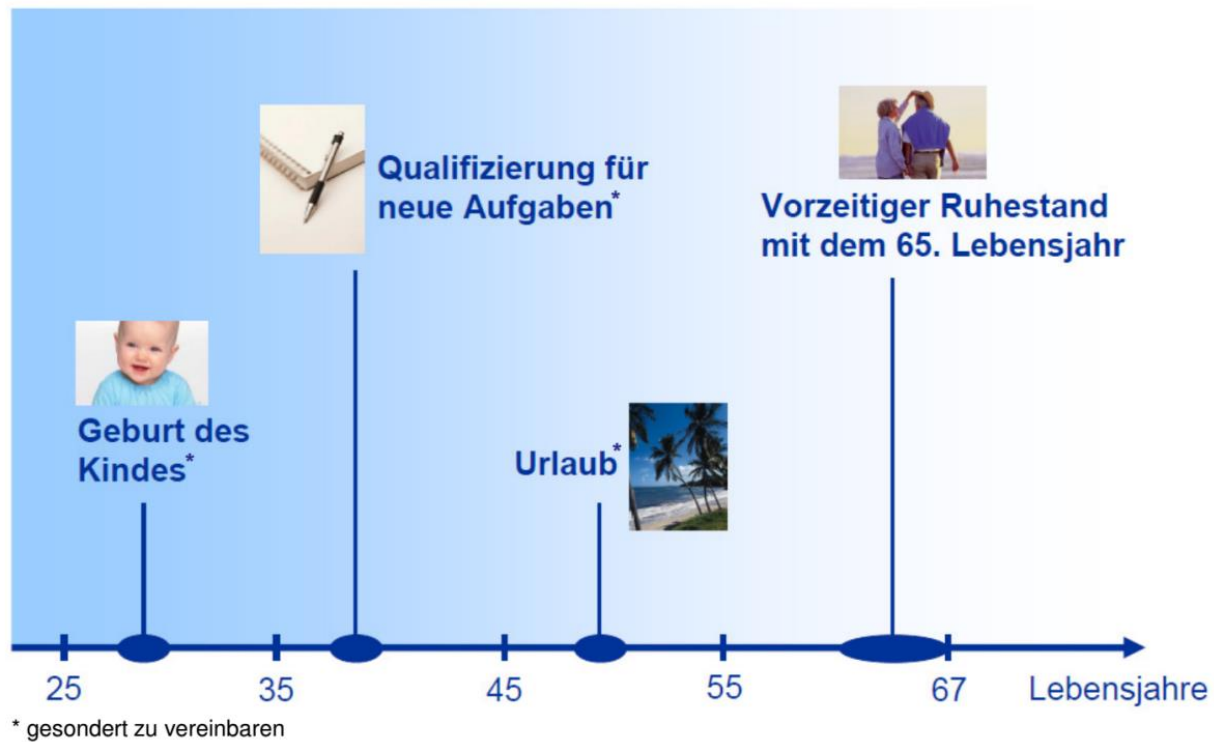 Qualifizierung für
neue Aufgaben*
Vorzeitiger Ruhestand
mit dem 65. Lebensjahr
Geburt des
Kindes*
Urlaub*
25 35 45 55 67 Lebensjahre
* gesondert zu vereinbaren